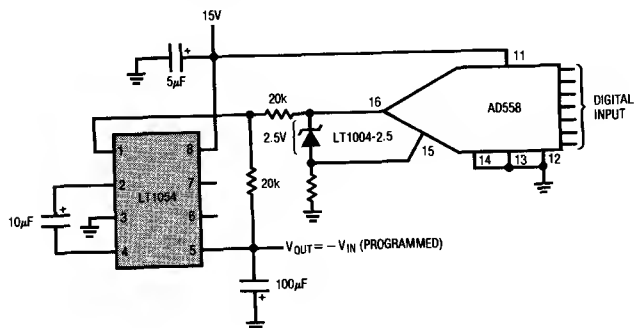 15V
5µF
+
11
20k
16
AD558
DIGITAL
INPUT
2.5V
LT1004-2.5
15
14
13
12
1
8
2
LT1054
7
10µF
+
3
6
4
5
20k
VOUT = −VIN (PROGRAMMED)
100µF
+